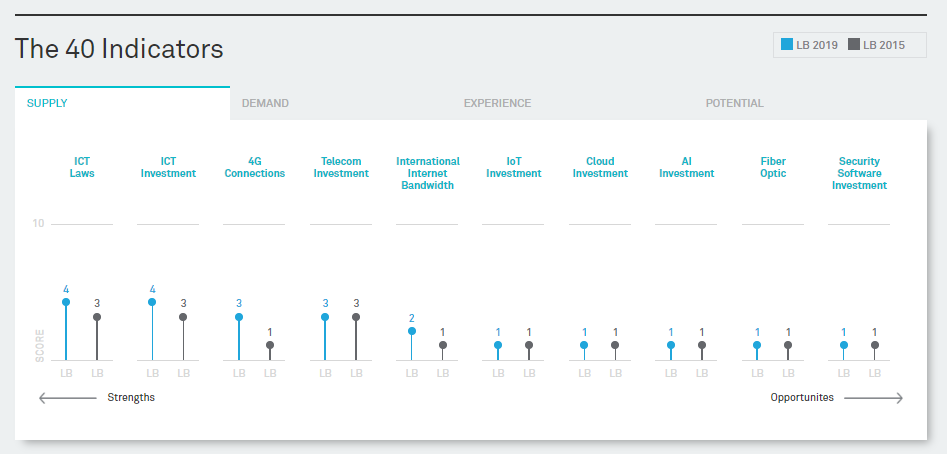 The 40 Indicators
LB 2019 LB 2015
SUPPLY DEMAND EXPERIENCE POTENTIAL
ICT Laws
ICT Investment
4G Connections
Telecom Investment
International Internet Bandwidth
IoT Investment
Cloud Investment
AI Investment
Fiber Optic
Security Software Investment
10
4 3 4 3 3 1 3 3 2 1 1 1 1 1 1 1 1 1 1 1
SCORE
LB LB LB LB LB LB LB LB LB LB LB LB LB LB LB LB LB LB LB LB
Strengths Opportunites